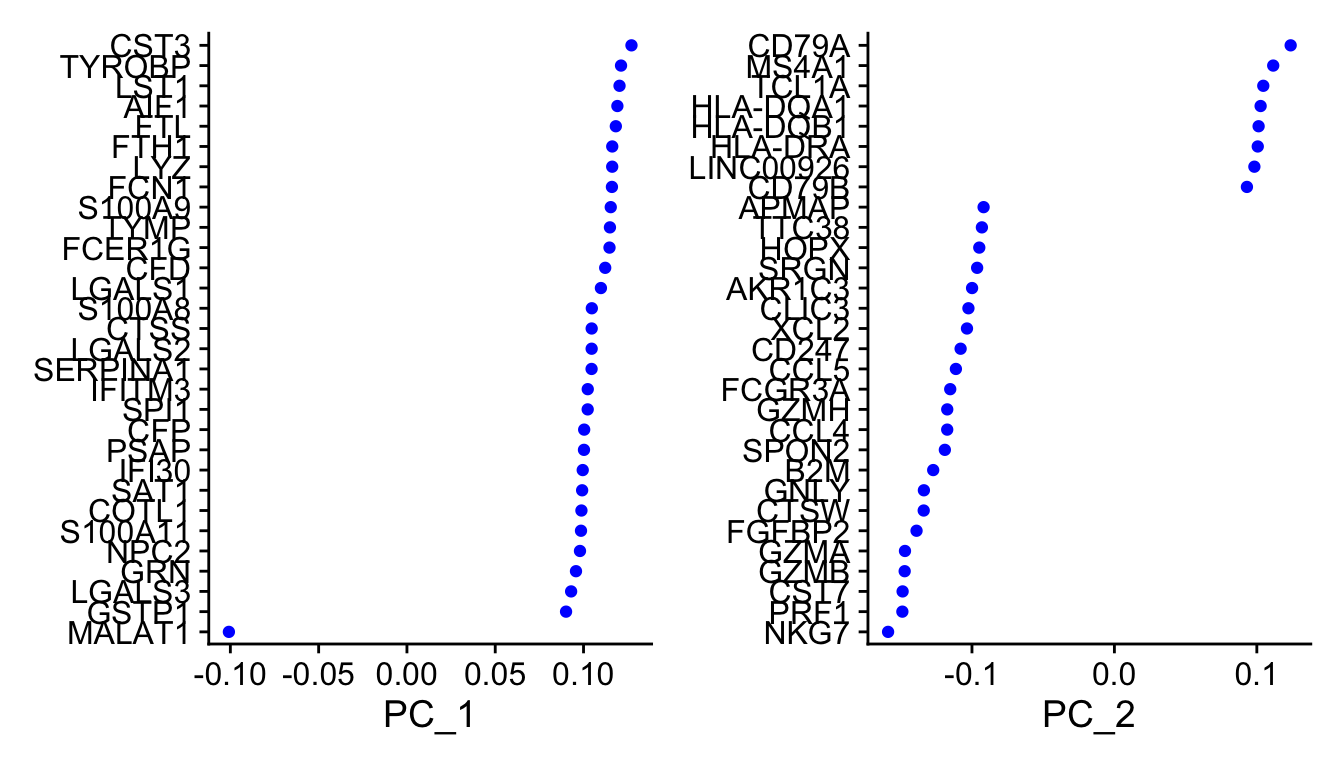 CST3
TYROBP
LST1
AIF1
FTL
FTH1
LYZ
FCN1
S100A9
TYMP
FCER1G
CFD
LGALS1
S100A8
CTSS
LGALS2
SERPINA1
IFITM3
SPI1
CFP
PSAP
IFI30
SAT1
COTL1
S100A11
NPC2
GRN
LGALS3
GSTP1
MALAT1
-0.10 -0.05 0.00 0.05 0.10
PC_1
CD79A
MS4A1
TCL1A
HLA-DQA1
HLA-DQB1
HLA-DRA
LINC00926
CD79B
APMAP
TTC38
HOPX
SRGN
AKR1C3
CLIC3
XCL2
CD247
CCL5
FCGR3A
GZMH
CCL4
SPON2
B2M
GNLY
CTSW
FGFBP2
GZMA
GZMB
CST7
PRF1
NKG7
-0.1 0.0 0.1
PC_2